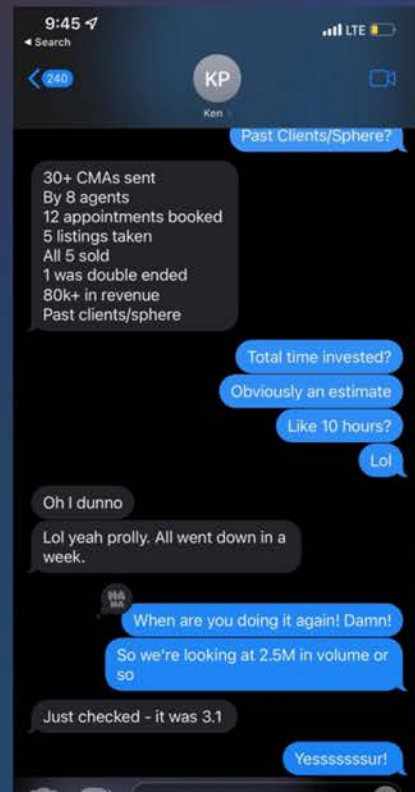 9:45
LTE
Search
240
KP
Ken
Past Clients/Sphere?
30+ CMAs sent
By 8 agents
12 appointments booked
5 listings taken
All 5 sold
1 was double ended
80k+ in revenue
Past clients/sphere
Total time invested?
Obviously an estimate
Like 10 hours?
Lol
Oh I dunno
Lol yeah prolly. All went down in a
week.
HA
HA
When are you doing it again! Damn!
So we're looking at 2.5M in volume or
so
Just checked - it was 3.1
Yesssssssur!